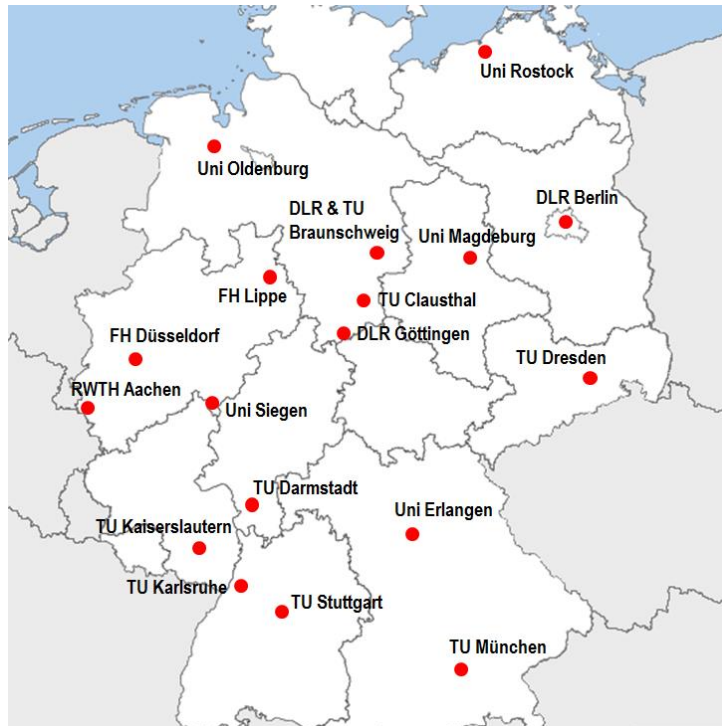 Uni Rostock
Uni Oldenburg
DLR Berlin
DLR & TU
Braunschweig
Uni Magdeburg
FH Lippe
TU Clausthal
DLR Göttingen
FH Düsseldorf
TU Dresden
RWTH Aachen
Uni Siegen
TU Darmstadt
Uni Erlangen
TU Kaiserslautern
TU Karlsruhe
TU Stuttgart
TU München